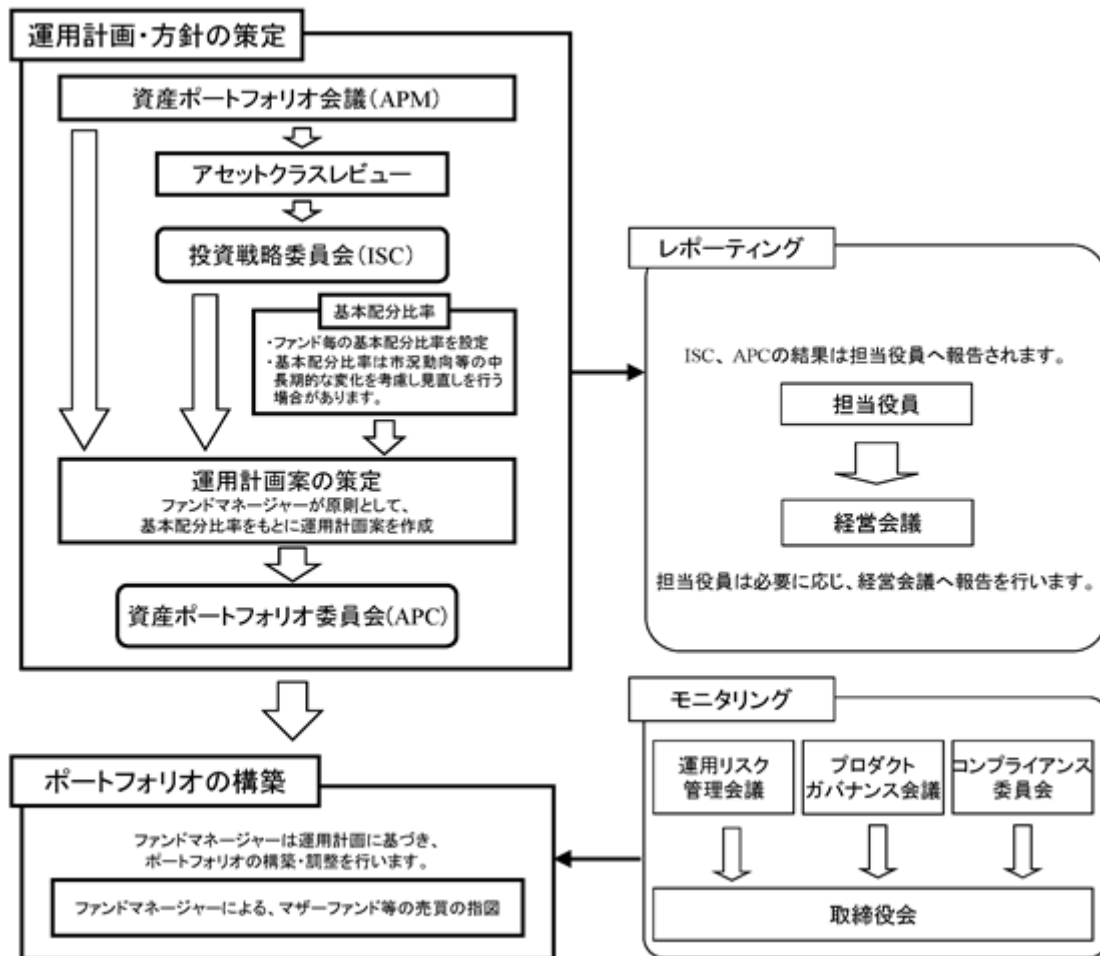 運用計画・方針の策定
資産ポートフォリオ会議(APM)
アセットクラスレビュー
投資戦略委員会(ISC)
基本配分比率
・ファンド毎の基本配分比率を設定
・基本配分比率は市況動向等の中
長期的な変化を考慮し見直しを行う
場合があります。
運用計画案の策定
ファンドマネージャーが原則として、
基本配分比率をもとに運用計画案を作成
資産ポートフォリオ委員会(APC)
レポーティング
ISC、APCの結果は担当役員へ報告されます。
担当役員
経営会議
担当役員は必要に応じ、経営会議へ報告を行います。
ポートフォリオの構築
ファンドマネージャーは運用計画に基づき、
ポートフォリオの構築・調整を行います。
ファンドマネージャーによる、マザーファンド等の売買の指図
モニタリング
運用リスク
管理会議
プロダクト
ガバナンス会議
コンプライアンス
委員会
取締役会